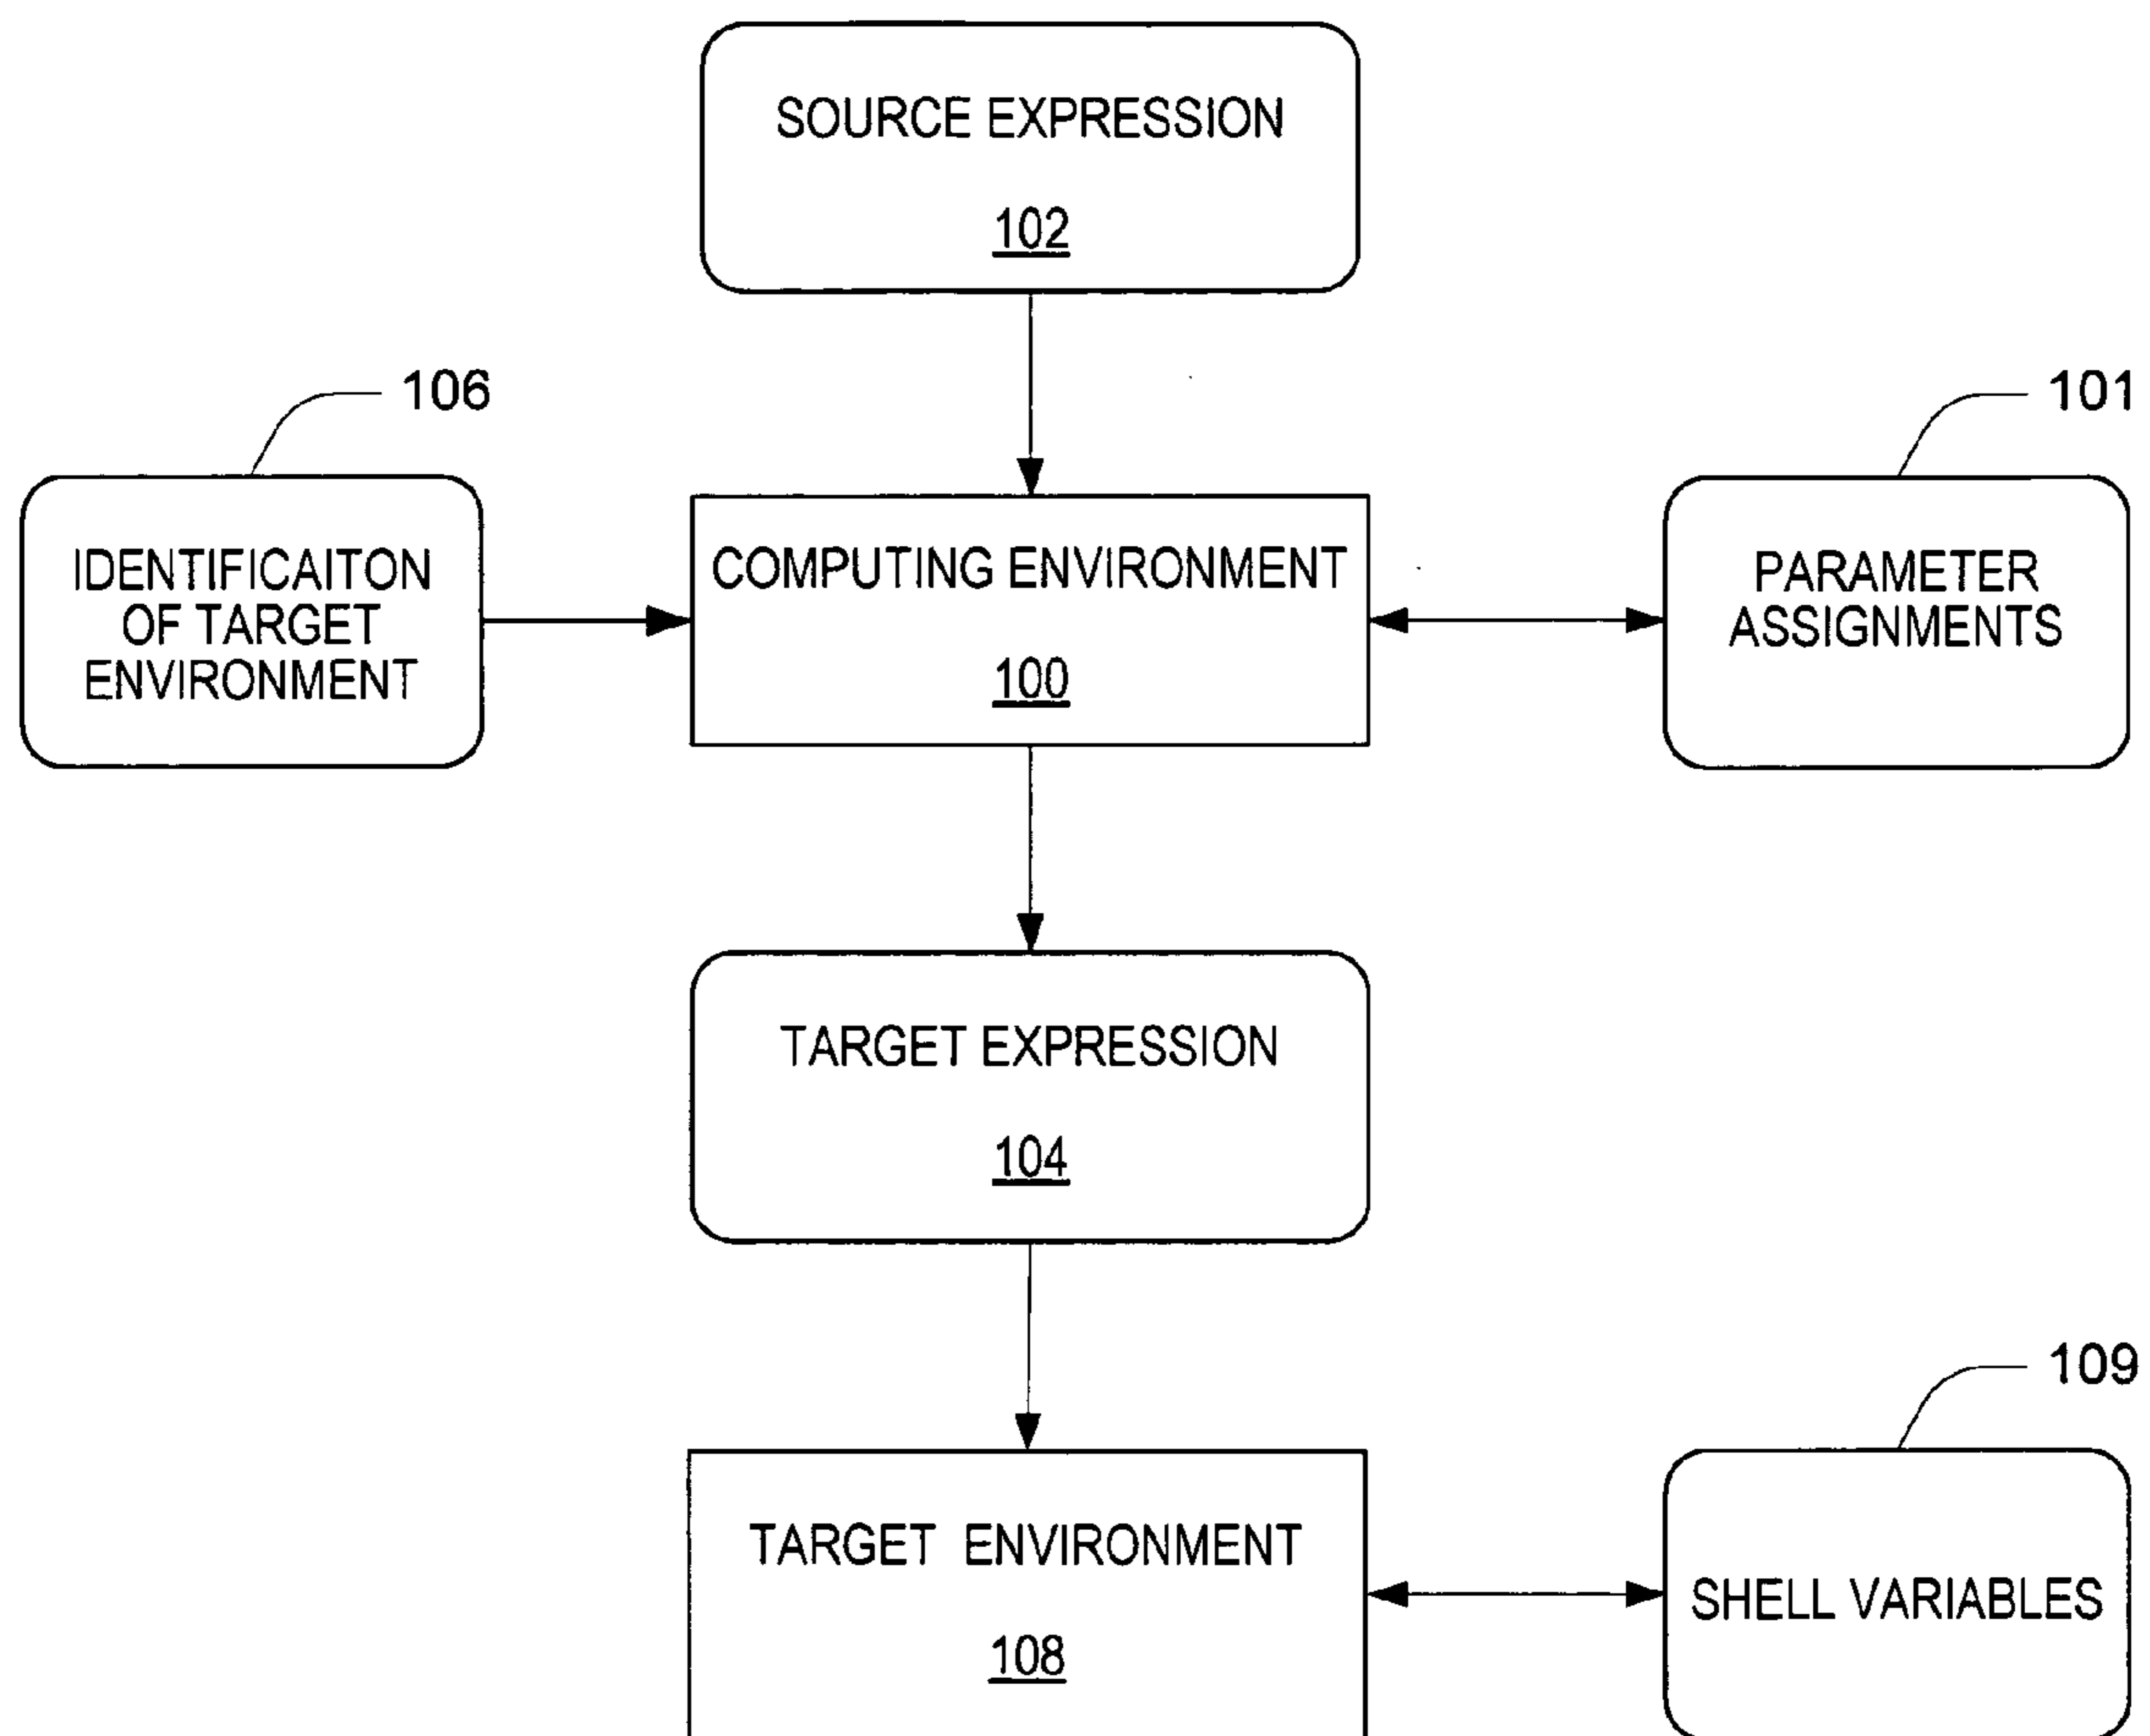 SOURCE EXPRESSION
102
106
101
IDENTIFICAITON
OF TARGET
ENVIRONMENT
COMPUTING ENVIRONMENT
100
PARAMETER
ASSIGNMENTS
TARGET EXPRESSION
104
109
TARGET ENVIRONMENT
108
SHELL VARIABLES